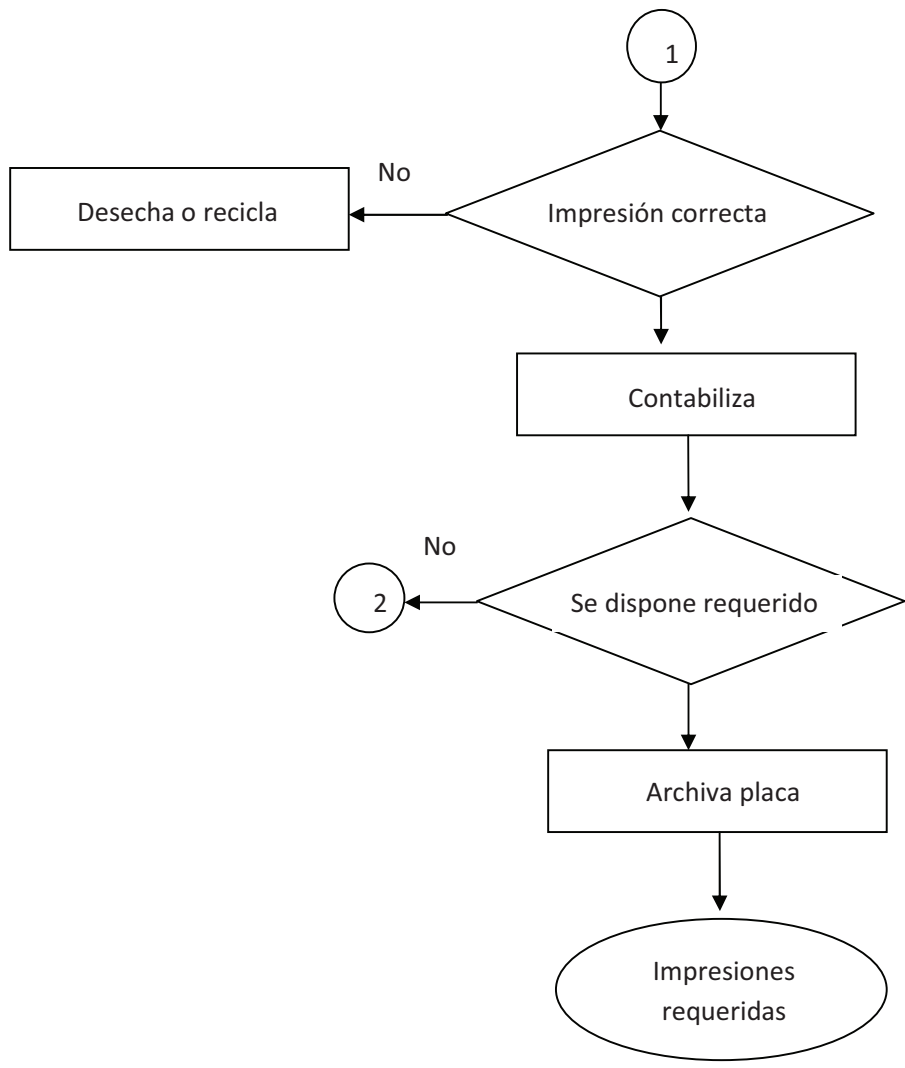 1
No
Desecha o recicla
Impresión correcta
Contabiliza
No
2
Se dispone requerido
Archiva placa
Impresiones
requeridas